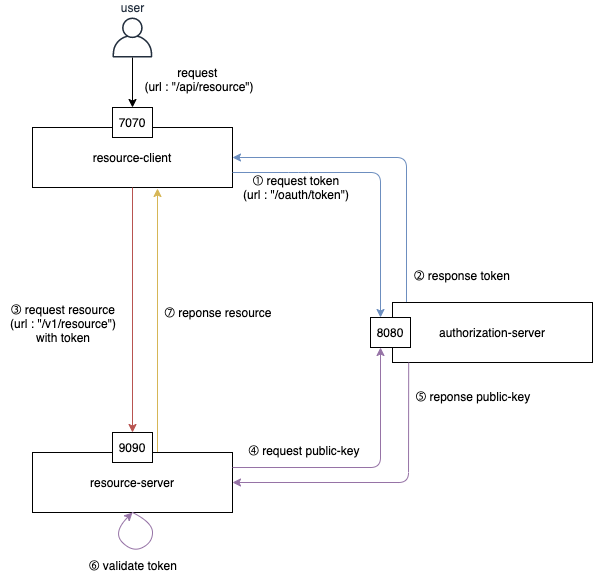 user
request
(url : "/api/resource")
7070
resource-client
① request token
(url : "/oauth/token")
② response token
③ request resource
(url : "/v1/resource")
with token
⑦ reponse resource
8080
authorization-server
⑤ reponse public-key
9090
④ request public-key
resource-server
⑥ validate token